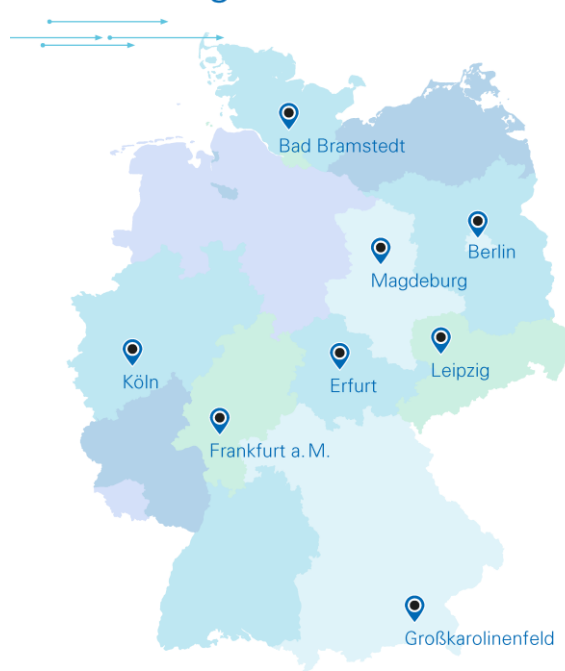 Bad Bramstedt
Berlin
Magdeburg
Leipzig
Köln
Erfurt
Frankfurt a. M.
Großkarolinenfeld